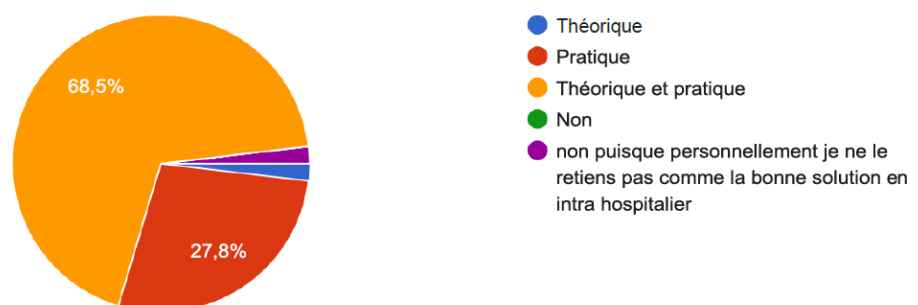 68,5%
27,8%
Théorique
Pratique
Théorique et pratique
Non
non puisque personnellement je ne le
retiens pas comme la bonne solution en
intra hospitalier